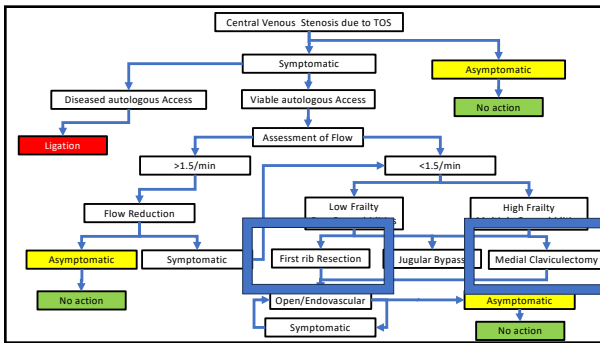 Central Venous Stenosis due to TOS
Symptomatic
Asymptomatic
Diseased autologous Access
Viable autologous Access
No action
Ligation
Assessment of Flow
>1.5/min
<1.5/min
Flow Reduction
Low Frailty
High Frailty
Asymptomatic
Symptomatic
First rib Resection
Jugular Bypass
Medial Claviculectomy
No action
Open/Endovascular
Asymptomatic
Symptomatic
No action